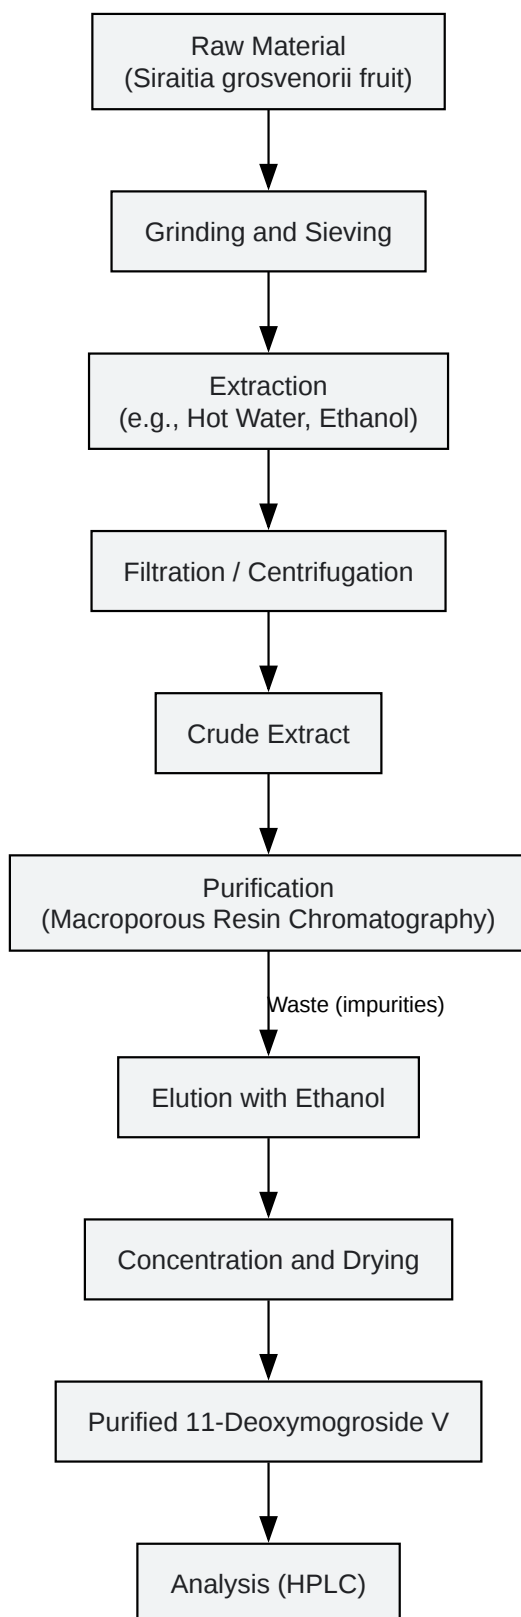 Raw Material
(Siraitia grosvenorii fruit)
Grinding and Sieving
Extraction
(e.g., Hot Water, Ethanol)
Filtration / Centrifugation
Crude Extract
Purification
(Macroporous Resin Chromatography)
Waste (impurities)
Elution with Ethanol
Concentration and Drying
Purified 11-Deoxymogroside V
Analysis (HPLC)